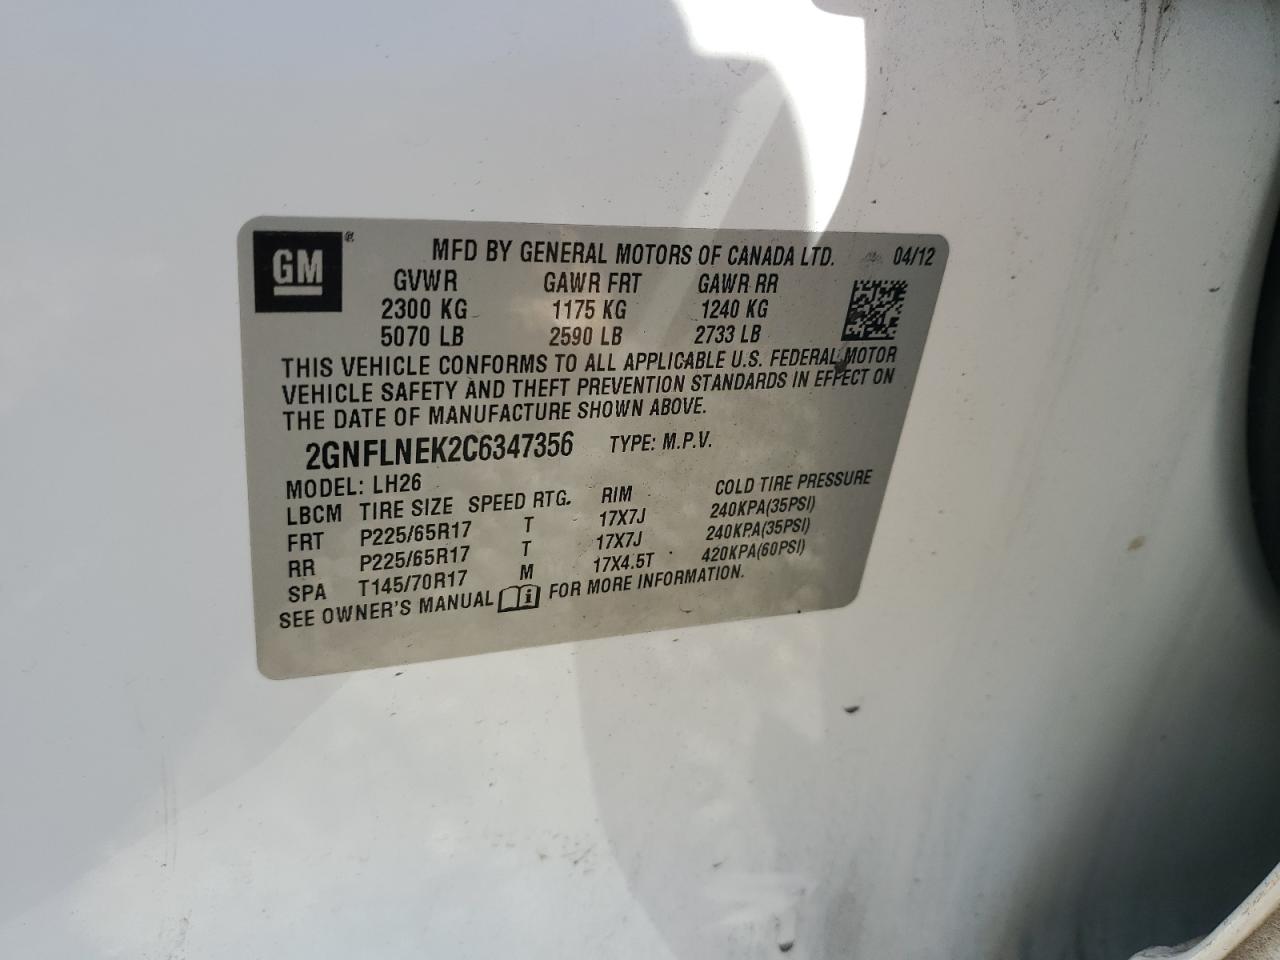 GM ® MFD BY GENERAL MOTORS OF CANADA LTD. 04/12
GVWR GAWR FRT GAWR RR
2300 KG 1175 KG 1240 KG
5070 LB 2590 LB 2733 LB
THIS VEHICLE CONFORMS TO ALL APPLICABLE U.S. FEDERAL MOTOR
VEHICLE SAFETY AND THEFT PREVENTION STANDARDS IN EFFECT ON
THE DATE OF MANUFACTURE SHOWN ABOVE.
2GNFLNEK2C6347356 TYPE: M.P.V.
MODEL: LH26
LBCM TIRE SIZE SPEED RTG. RIM COLD TIRE PRESSURE
FRT P225/65R17 T 17X7J 240KPA(35PSI)
RR P225/65R17 T 17X7J 240KPA(35PSI)
SPA T145/70R17 M 17X4.5T 420KPA(60PSI)
SEE OWNER'S MANUAL i FOR MORE INFORMATION.